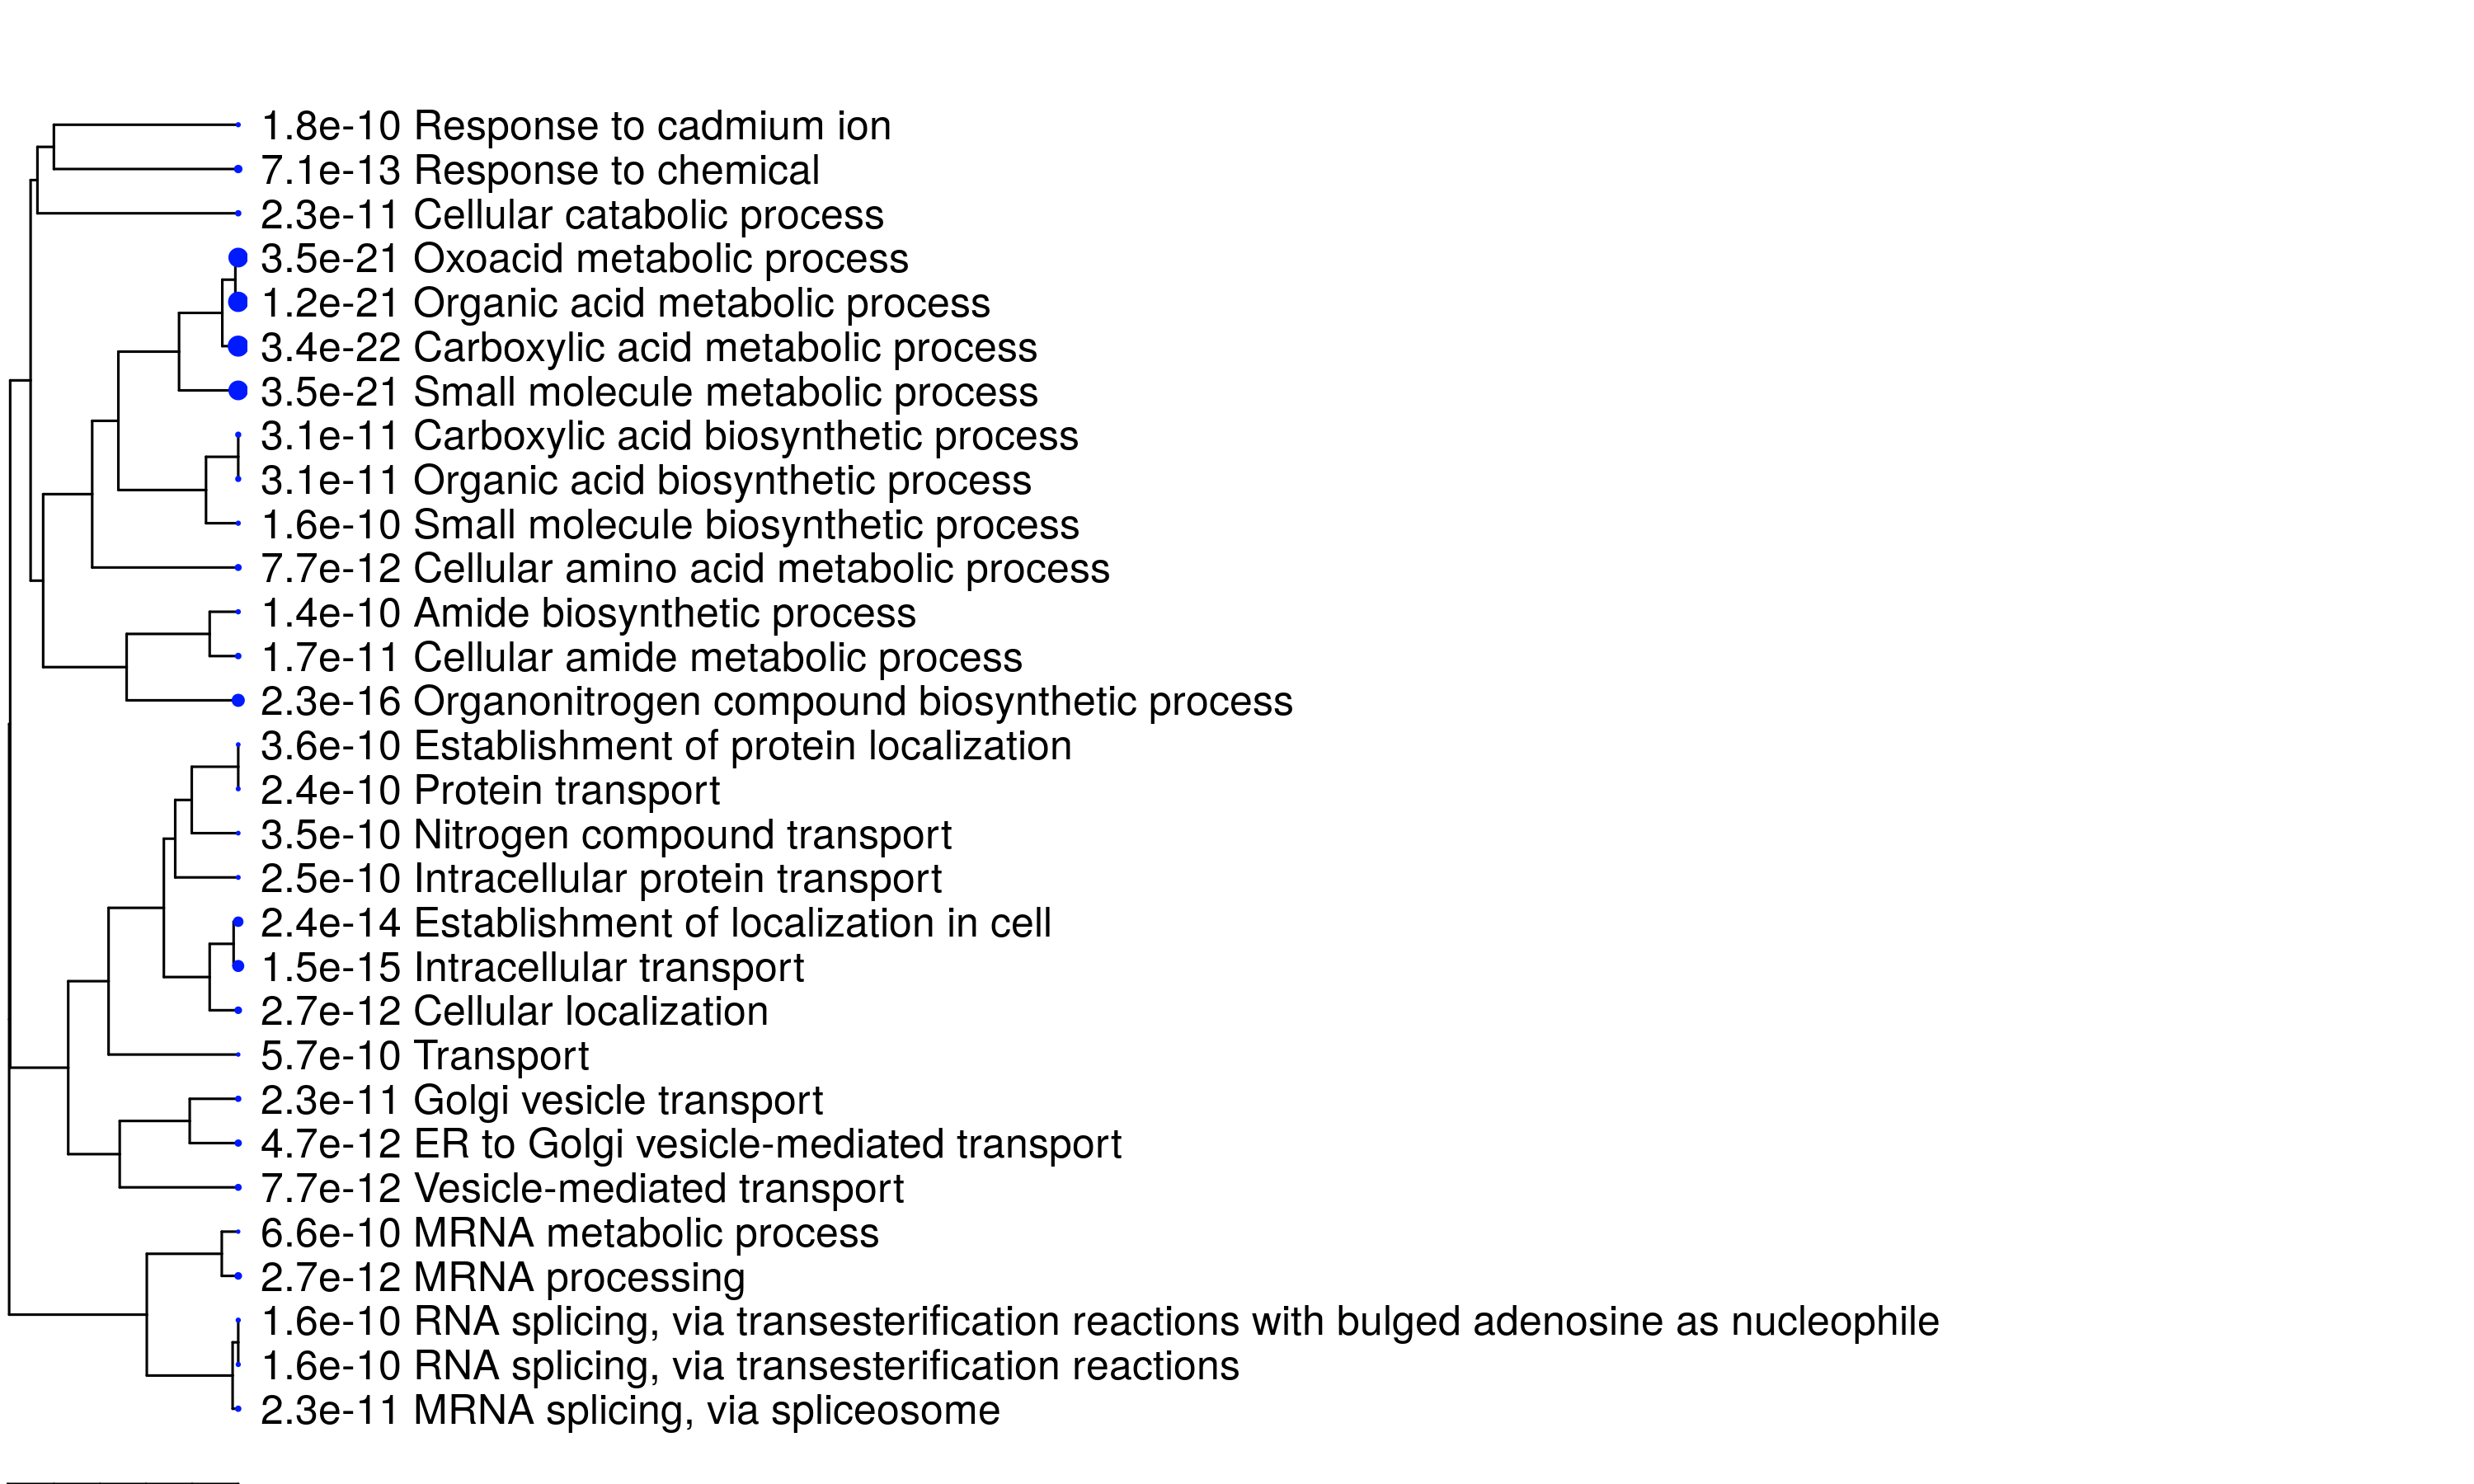 1.8e-10 Response to cadmium ion
7.1e-13 Response to chemical
2.3e-11 Cellular catabolic process
3.5e-21 Oxoacid metabolic process
1.2e-21 Organic acid metabolic process
3.4e-22 Carboxylic acid metabolic process
3.5e-21 Small molecule metabolic process
3.1e-11 Carboxylic acid biosynthetic process
3.1e-11 Organic acid biosynthetic process
1.6e-10 Small molecule biosynthetic process
7.7e-12 Cellular amino acid metabolic process
1.4e-10 Amide biosynthetic process
1.7e-11 Cellular amide metabolic process
2.3e-16 Organonitrogen compound biosynthetic process
3.6e-10 Establishment of protein localization
2.4e-10 Protein transport
3.5e-10 Nitrogen compound transport
2.5e-10 Intracellular protein transport
2.4e-14 Establishment of localization in cell
1.5e-15 Intracellular transport
2.7e-12 Cellular localization
5.7e-10 Transport
2.3e-11 Golgi vesicle transport
4.7e-12 ER to Golgi vesicle-mediated transport
7.7e-12 Vesicle-mediated transport
6.6e-10 MRNA metabolic process
2.7e-12 MRNA processing
1.6e-10 RNA splicing, via transesterification reactions with bulged adenosine as nucleophile
1.6e-10 RNA splicing, via transesterification reactions
2.3e-11 MRNA splicing, via spliceosome